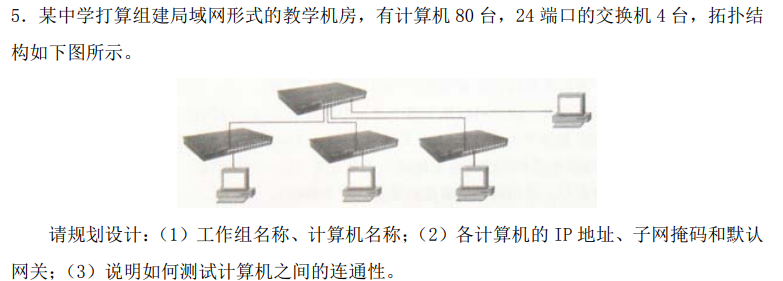 5. 某中学打算组建局域网形式的教学机房，有计算机 80 台，24 端口的交换机 4 台，拓扑结
构如下图所示。
请规划设计：（1）工作组名称、计算机名称；（2）各计算机的 IP 地址、子网掩码和默认
网关；（3）说明如何测试计算机之间的连通性。